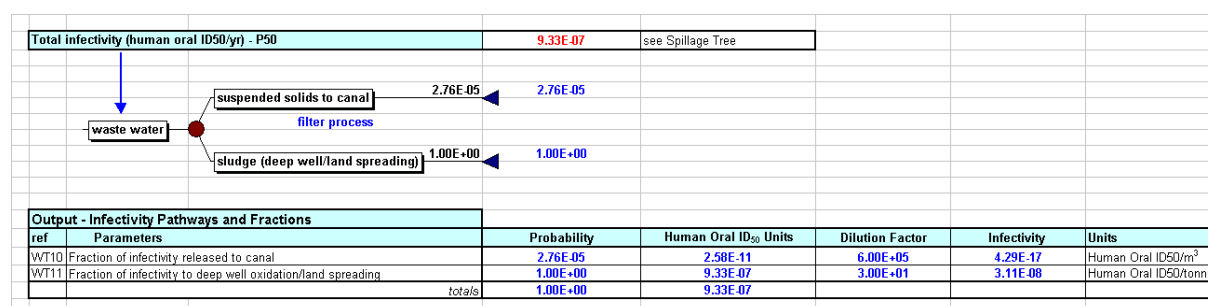 Total infectivity (human oral ID50/yr) - P50 9.33E-07 see Spillage Tree
suspended solids to canal 2.76E-05 2.76E-05
filter process
waste water
sludge (deep well/land spreading) 1.00E+00 1.00E+00
Output - Infectivity Pathways and Fractions
ref Parameters Probability Human Oral ID50 Units Dilution Factor Infectivity Units
WT10 Fraction of infectivity released to canal 2.76E-05 2.58E-11 6.00E+05 4.29E-17 Human Oral ID50/m³
WT11 Fraction of infectivity to deep well oxidation/land spreading 1.00E+00 9.33E-07 3.00E+01 3.11E-08 Human Oral ID50/tonn
totals 1.00E+00 9.33E-07